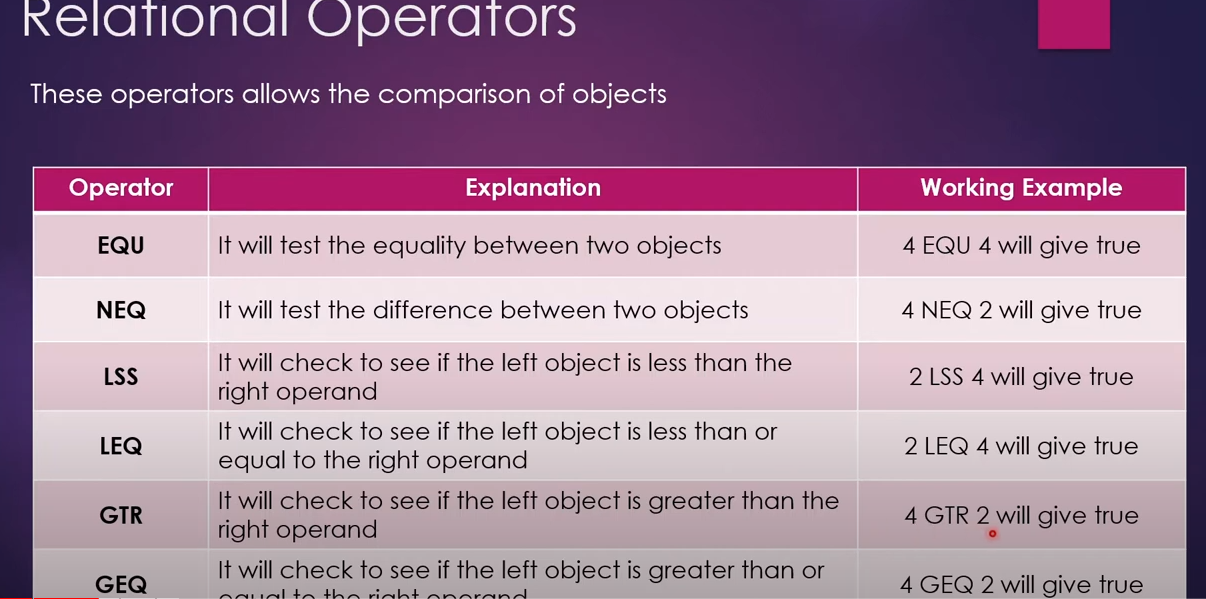 Relational Operators
These operators allows the comparison of objects
Operator Explanation Working Example
EQU It will test the equality between two objects 4 EQU 4 will give true
NEQ It will test the difference between two objects 4 NEQ 2 will give true
It will check to see if the left object is less than the
LSS right operand 2 LSS 4 will give true
It will check to see if the left object is less than or
LEQ equal to the right operand 2 LEQ 4 will give true
It will check to see if the left object is greater than the
GTR right operand 4 GTR 2 will give true
It will check to see if the left object is greater than or
GEQ equal to the right operand 4 GEQ 2 will give true